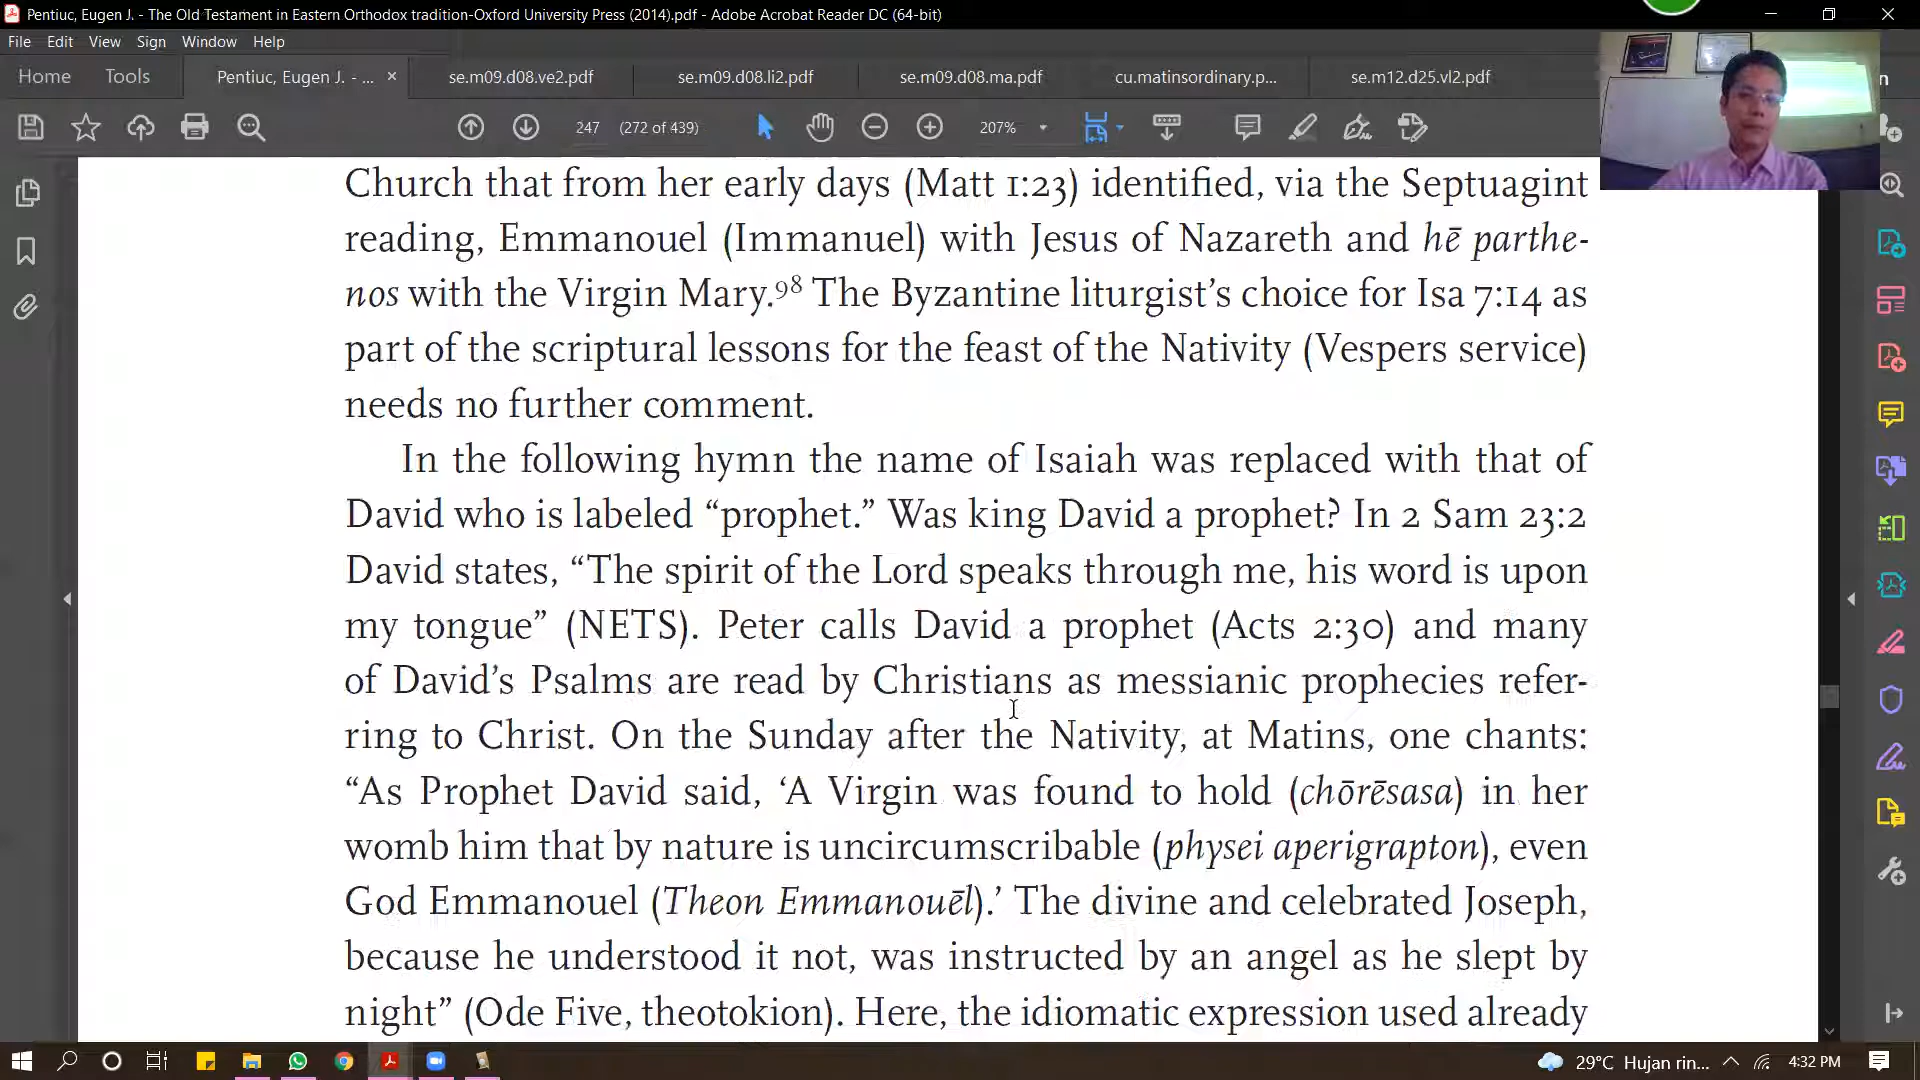 Pentiuc, Eugen J. - The Old Testament in Eastern Orthodox tradition-Oxford University Press (2014).pdf - Adobe Acrobat Reader DC (64-bit)
File Edit View Sign Window Help
Home Tools Pentiuc, Eugen J. - ... × se.m09.d08.ve2.pdf se.m09.d08.li2.pdf se.m09.d08.ma.pdf cu.matinsordinary.p... se.m12.d25.vl2.pdf
247 (272 of 439) 207%
Church that from her early days (Matt 1:23) identified, via the Septuagint
reading, Emmanouel (Immanuel) with Jesus of Nazareth and hē parthe-
nos with the Virgin Mary.98 The Byzantine liturgist’s choice for Isa 7:14 as
part of the scriptural lessons for the feast of the Nativity (Vespers service)
needs no further comment.
In the following hymn the name of Isaiah was replaced with that of
David who is labeled “prophet.” Was king David a prophet? In 2 Sam 23:2
David states, “The spirit of the Lord speaks through me, his word is upon
my tongue” (NETS). Peter calls David a prophet (Acts 2:30) and many
of David’s Psalms are read by Christians as messianic prophecies refer-
ring to Christ. On the Sunday after the Nativity, at Matins, one chants:
“As Prophet David said, ‘A Virgin was found to hold (chōrēsasa) in her
womb him that by nature is uncircumscribable (physei aperigrapton), even
God Emmanouel (Theon Emmanouēl).’ The divine and celebrated Joseph,
because he understood it not, was instructed by an angel as he slept by
night” (Ode Five, theotokion). Here, the idiomatic expression used already
29°C Hujan rin... 4:32 PM